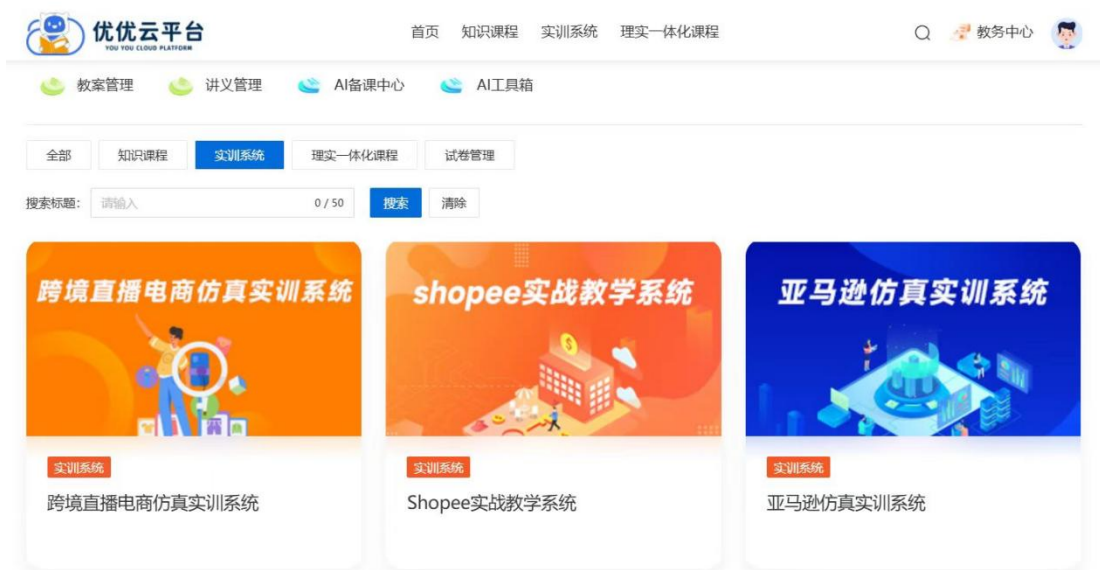 优优云平台
YOU YOU CLOUD PLATFORM
首页 知识课程 实训系统 理实一体化课程
教务中心
教案管理 讲义管理 AI备课中心 AI工具箱
全部 知识课程 实训系统 理实一体化课程 试卷管理
搜索标题： 请输入 0 / 50 搜索 清除
跨境直播电商仿真实训系统
shopee实战教学系统
亚马逊仿真实训系统
实训系统
跨境直播电商仿真实训系统
实训系统
Shopee实战教学系统
实训系统
亚马逊仿真实训系统